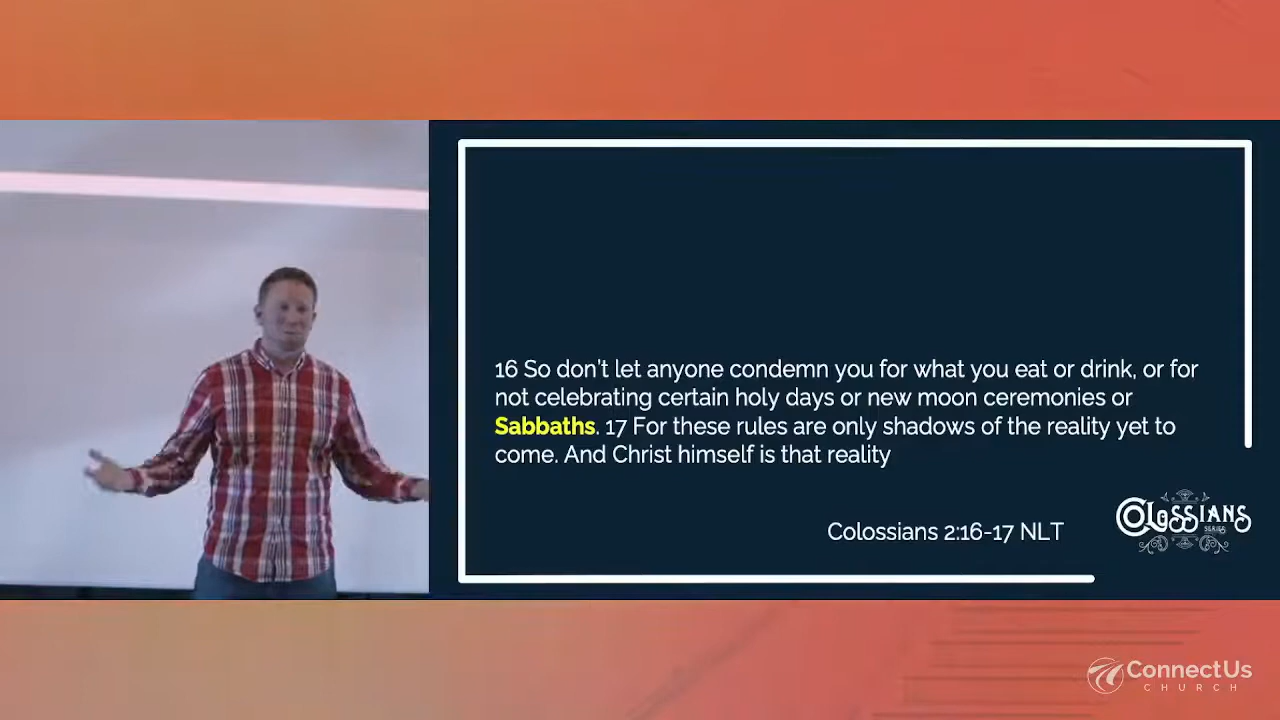 16 So don't let anyone condemn you for what you eat or drink, or for
not celebrating certain holy days or new moon ceremonies or
Sabbaths. 17 For these rules are only shadows of the reality yet to
come. And Christ himself is that reality
Colossians 2:16-17 NLT
COLOSSIANS
SERIES
ConnectUs
CHURCH